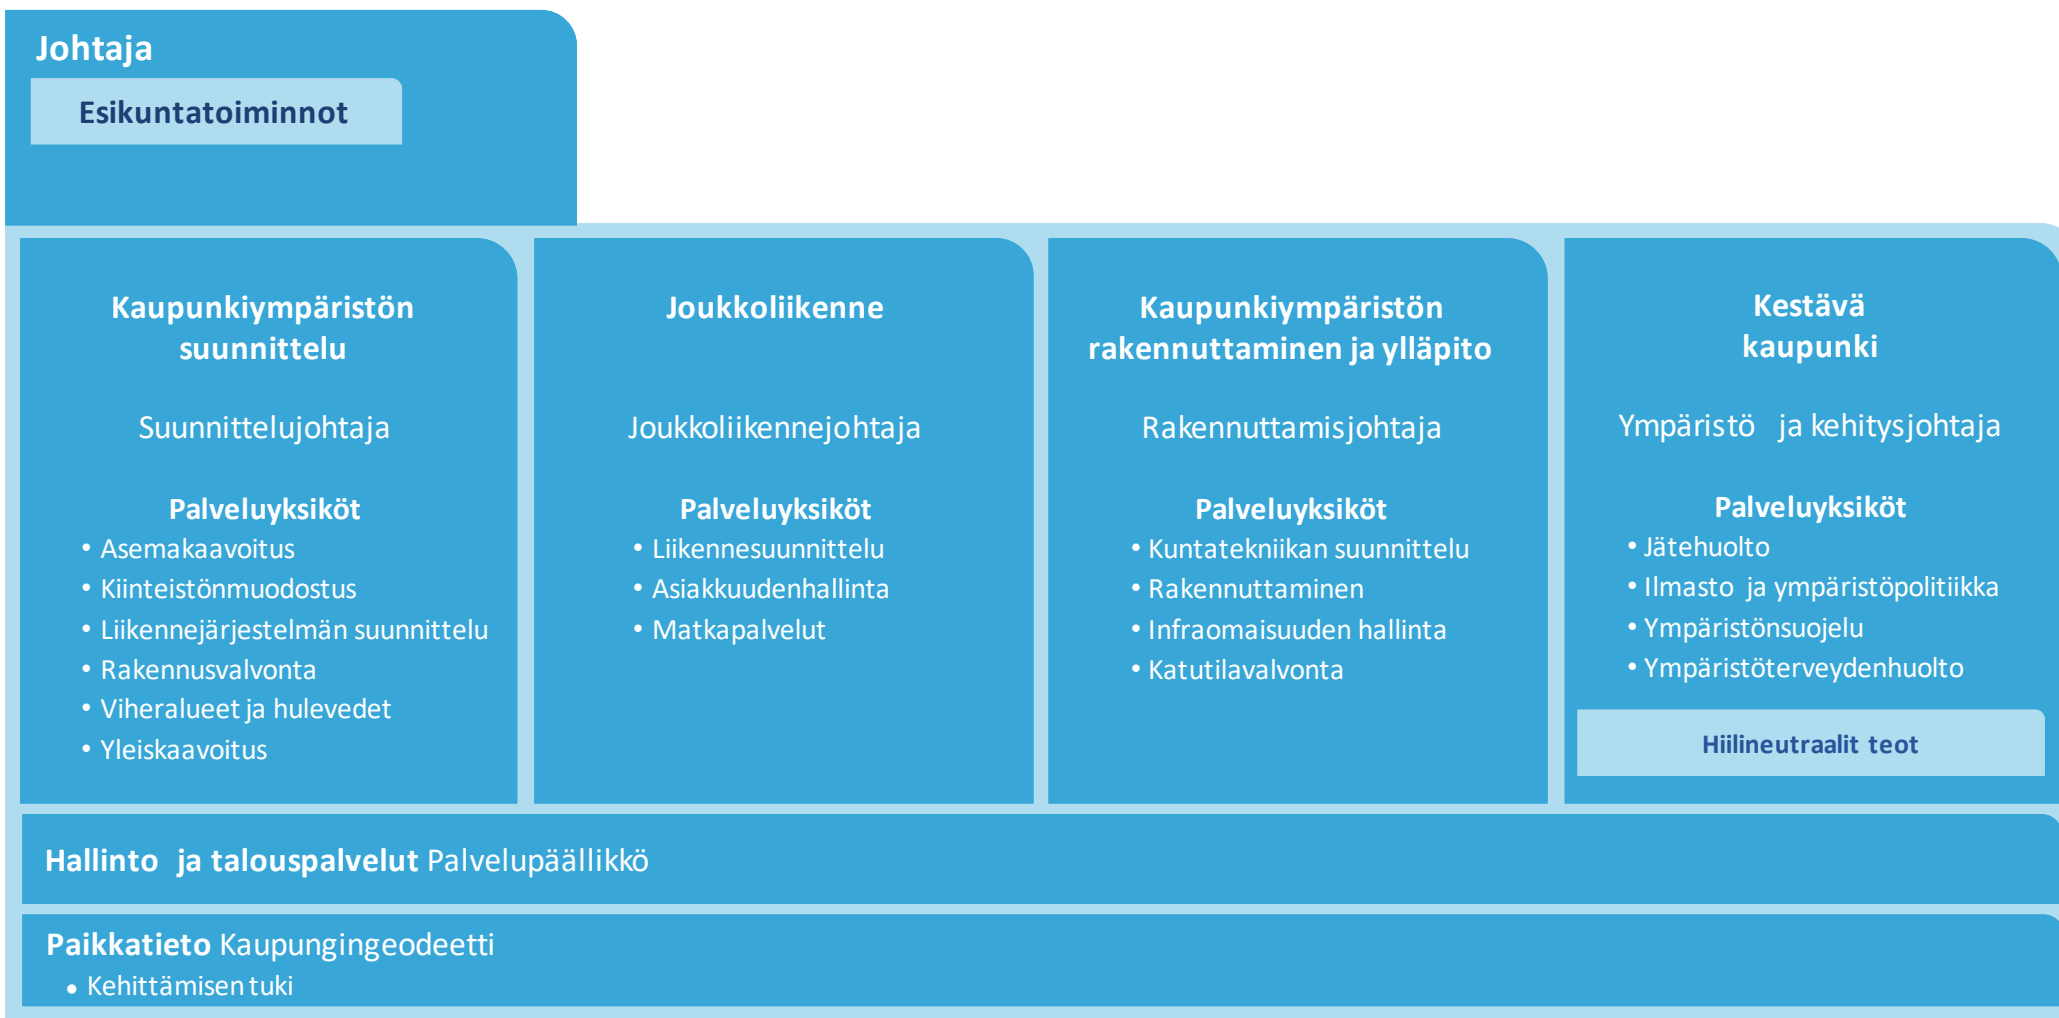 Johtaja
Esikuntatoiminnot
Kaupunkiympäristön
suunnittelu
Suunnittelujohtaja
Palveluyksiköt
• Asemakaavoitus
• Kiinteistönmuodostus
• Liikennejärjestelmän suunnittelu
• Rakennusvalvonta
• Viheralueet ja hulevedet
• Yleiskaavoitus
Joukkoliikenne
Joukkoliikennejohtaja
Palveluyksiköt
• Liikennesuunnittelu
• Asiakkuudenhallinta
• Matkapalvelut
Kaupunkiympäristön
rakennuttaminen ja ylläpito
Rakennuttamisjohtaja
Palveluyksiköt
• Kuntatekniikan suunnittelu
• Rakennuttaminen
• Infraomaisuuden hallinta
• Katutilavalvonta
Kestävä
kaupunki
Ympäristö ja kehitysjohtaja
Palveluyksiköt
• Jätehuolto
• Ilmasto ja ympäristöpolitiikka
• Ympäristönsuojelu
• Ympäristöterveydenhuolto
Hiilineutraalit teot
Hallinto ja talouspalvelut Palvelupäällikkö
Paikkatieto Kaupungingeodeetti
• Kehittämisen tuki